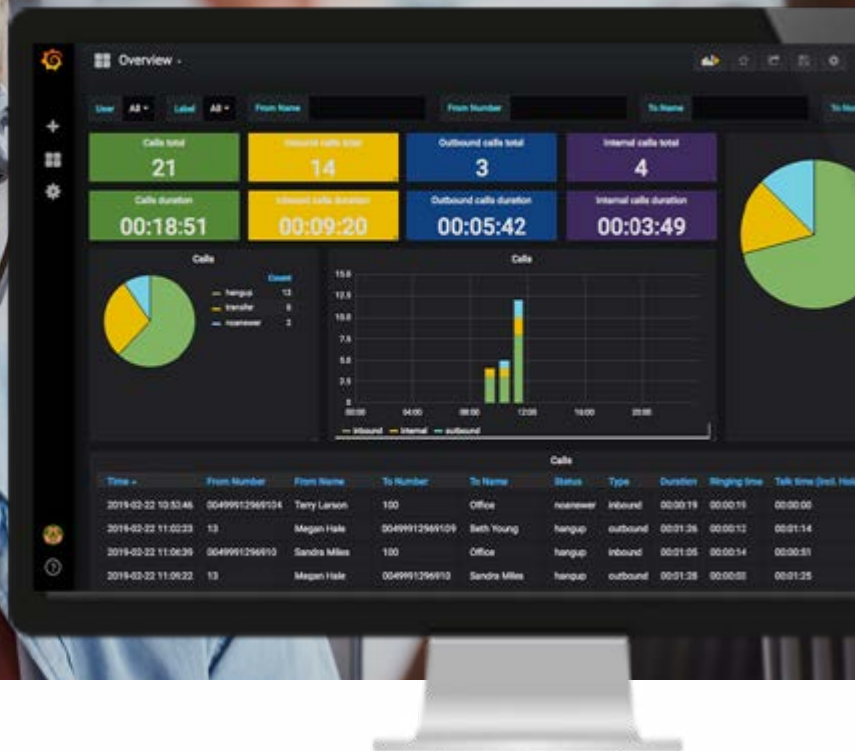 Overview
User All Label All From Name From Number To Name
Calls total
21
Inbound calls total
14
Outbound calls total
3
Internal calls total
4
Calls duration
00:18:51
Inbound calls duration
00:09:20
Outbound calls duration
00:05:42
Internal calls duration
00:03:49
Calls
Count
hangup 13
transfer
noanswer 2
Calls
15.0
12.5
10.0
7.5
5.0
2.5
0
00:00 04:00 08:00 12:00 16:00 20:00
inbound internal outbound
Calls
Time From Number From Name To Number To Name Status Type Duration Ringing time Talk time (incl.
2019-02-22 10:53:46 Terry Larson 100 Office noanswer inbound 00:00:19 00:00:19 00:00:00
2019-02-22 11:02:23 13 Megan Hale Beth Young hangup outbound 00:01:26 00:00:12 00:01:14
2019-02-22 11:06:39 Sandra Miles 100 Office hangup inbound 00:01:05 00:00:14 00:00:51
2019-02-22 11:09:22 13 Megan Hale Sandra Miles hangup outbound 00:01:28 00:00:03 00:01:25